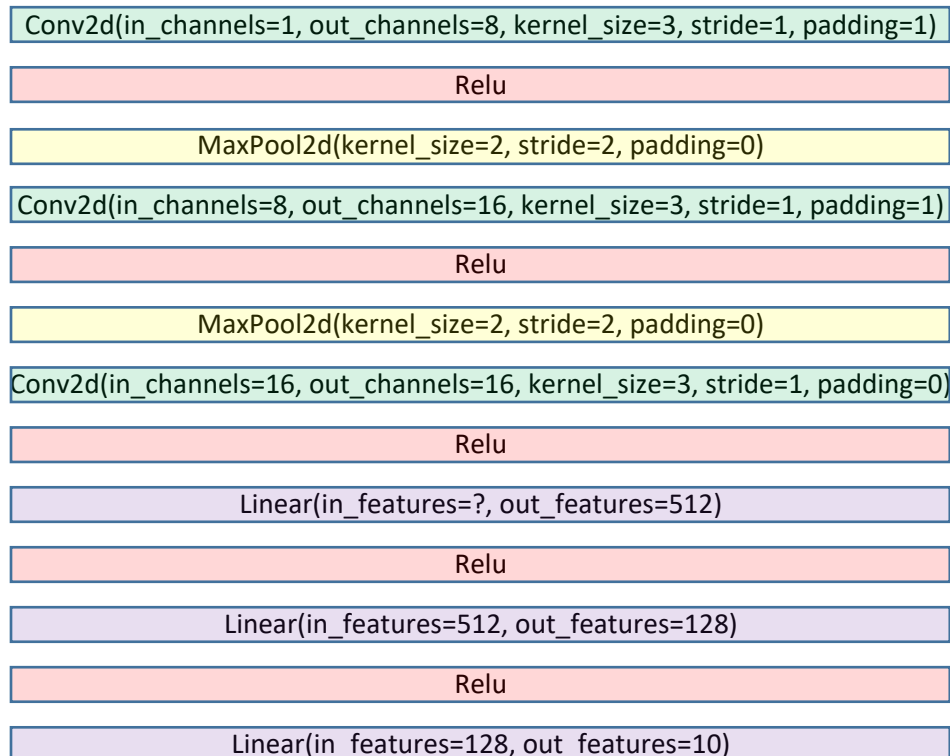 Conv2d(in_channels=1, out_channels=8, kernel_size=3, stride=1, padding=1)
Relu
MaxPool2d(kernel_size=2, stride=2, padding=0)
Conv2d(in_channels=8, out_channels=16, kernel_size=3, stride=1, padding=1)
Relu
MaxPool2d(kernel_size=2, stride=2, padding=0)
Conv2d(in_channels=16, out_channels=16, kernel_size=3, stride=1, padding=0)
Relu
Linear(in_features=?, out_features=512)
Relu
Linear(in_features=512, out_features=128)
Relu
Linear(in_features=128, out_features=10)